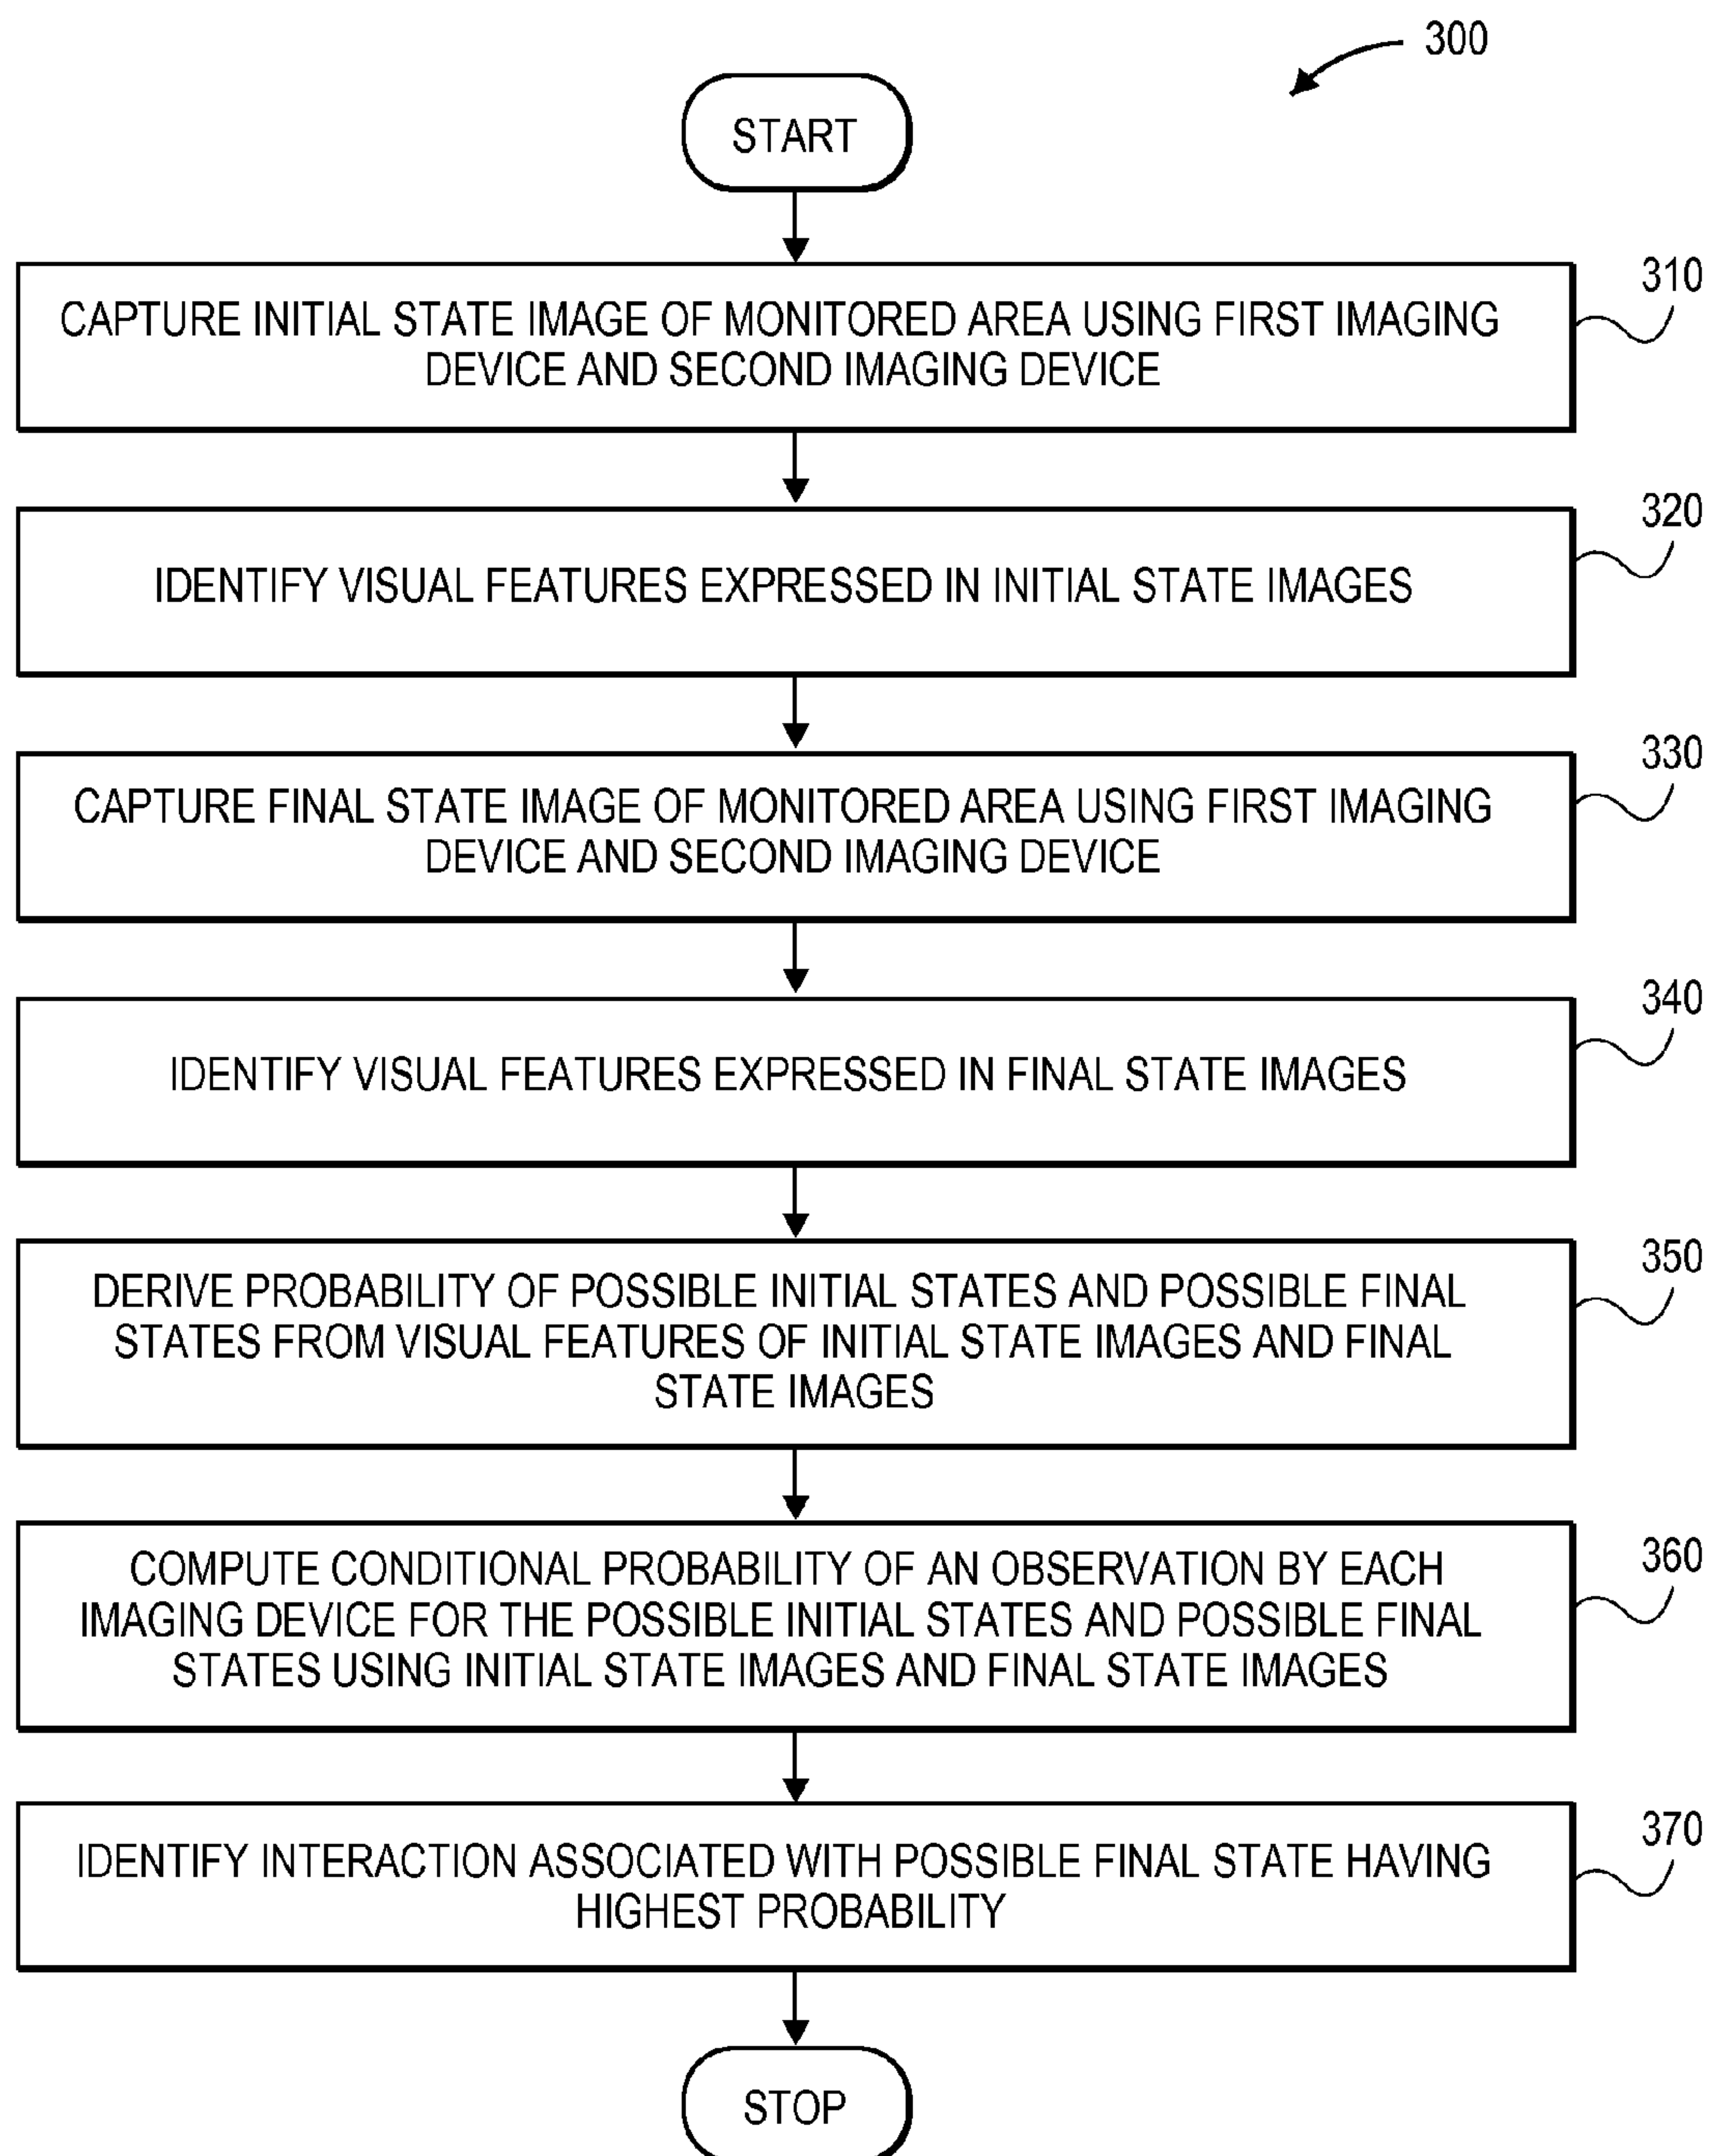 300
START
310
CAPTURE INITIAL STATE IMAGE OF MONITORED AREA USING FIRST IMAGING
DEVICE AND SECOND IMAGING DEVICE
320
IDENTIFY VISUAL FEATURES EXPRESSED IN INITIAL STATE IMAGES
330
CAPTURE FINAL STATE IMAGE OF MONITORED AREA USING FIRST IMAGING
DEVICE AND SECOND IMAGING DEVICE
340
IDENTIFY VISUAL FEATURES EXPRESSED IN FINAL STATE IMAGES
350
DERIVE PROBABILITY OF POSSIBLE INITIAL STATES AND POSSIBLE FINAL
STATES FROM VISUAL FEATURES OF INITIAL STATE IMAGES AND FINAL
STATE IMAGES
360
COMPUTE CONDITIONAL PROBABILITY OF AN OBSERVATION BY EACH
IMAGING DEVICE FOR THE POSSIBLE INITIAL STATES AND POSSIBLE FINAL
STATES USING INITIAL STATE IMAGES AND FINAL STATE IMAGES
370
IDENTIFY INTERACTION ASSOCIATED WITH POSSIBLE FINAL STATE HAVING
HIGHEST PROBABILITY
STOP